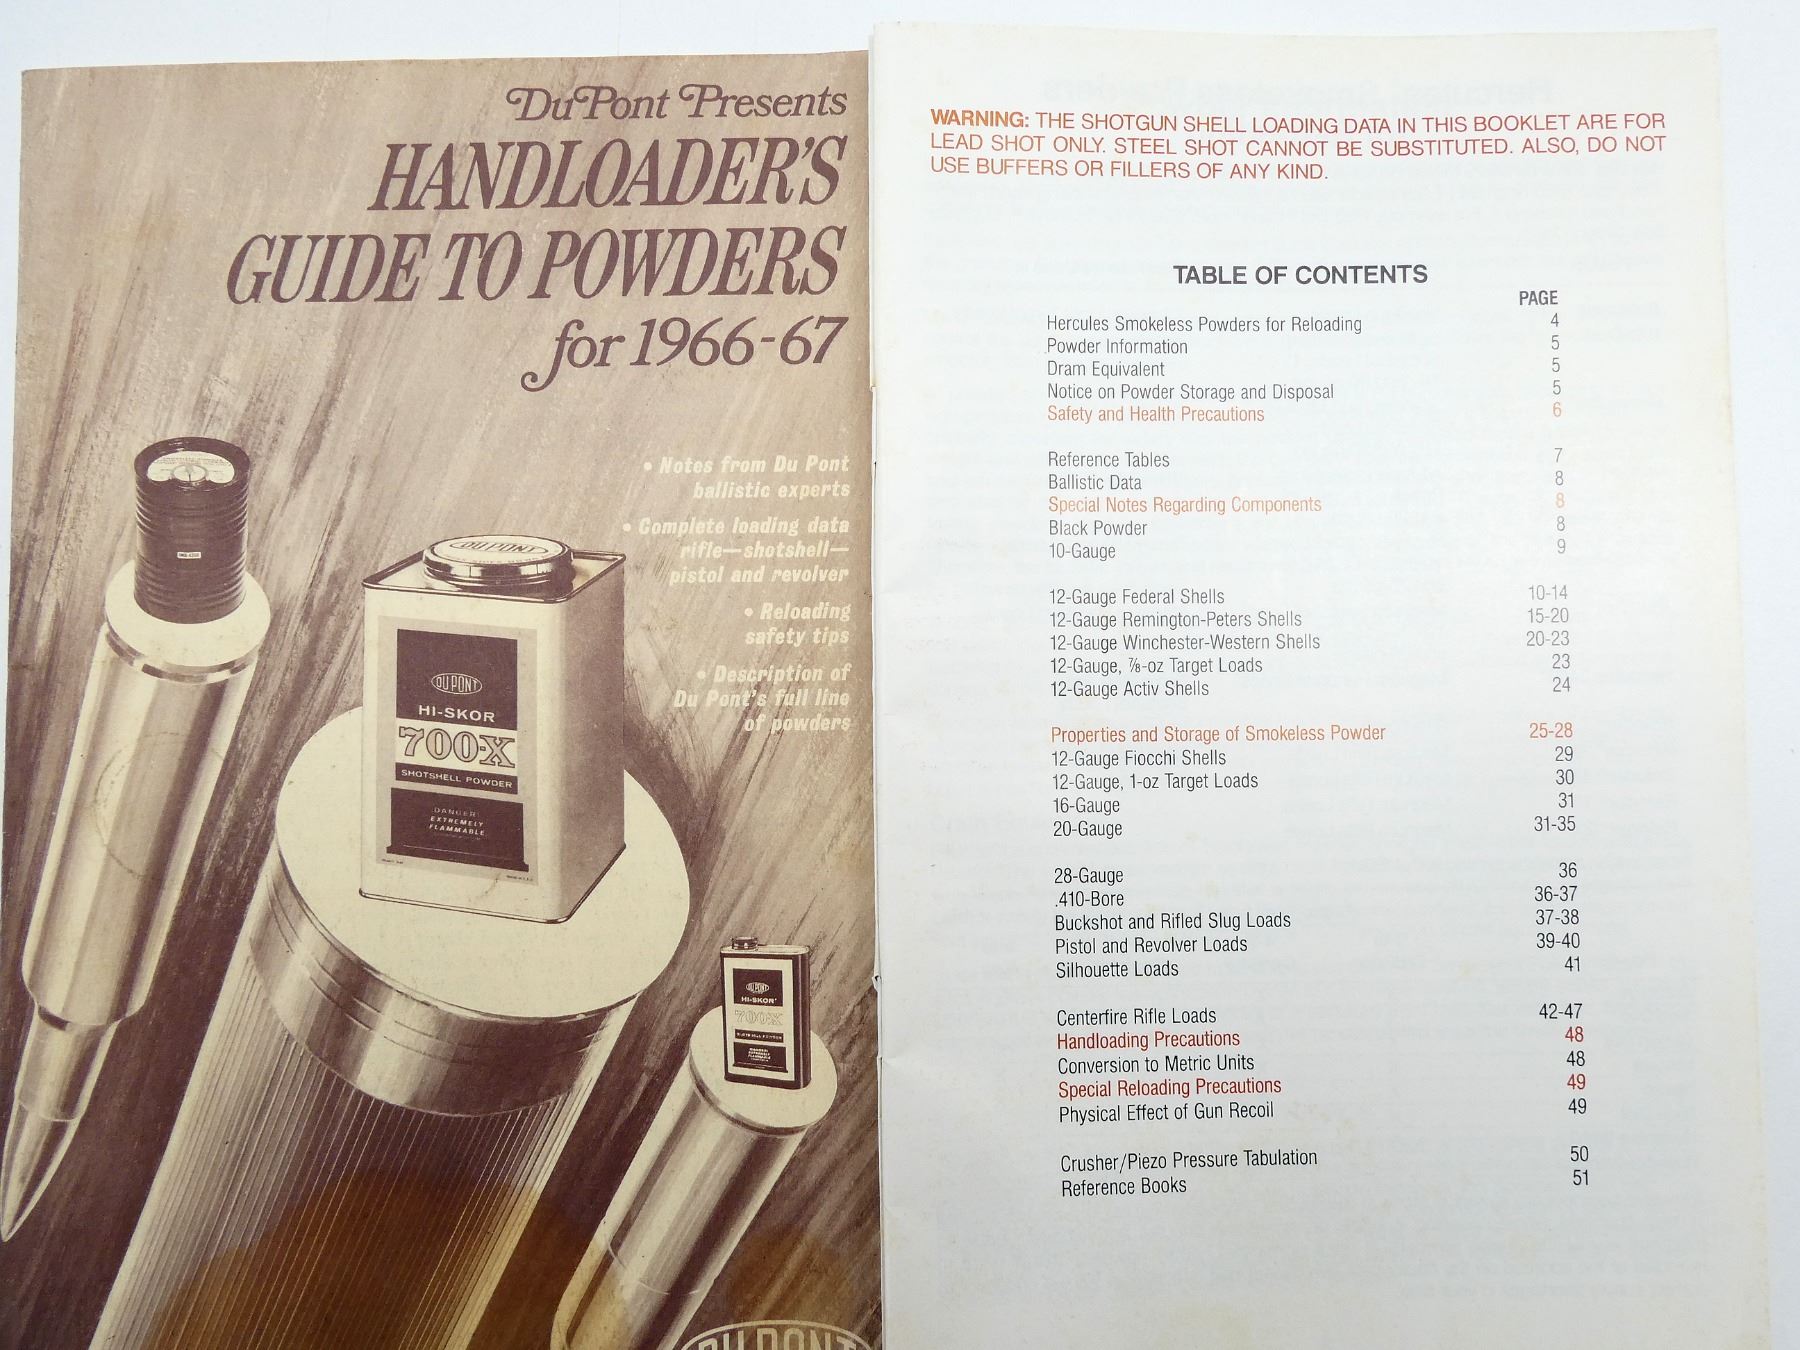 DuPont Presents
HANDLOADER'S
GUIDE TO POWDERS
for 1966-67
• Notes from Du Pont
ballistic experts
• Complete loading data
rifle—shotshell—
pistol and revolver
• Reloading
safety tips
• Description of
Du Pont's full line
of powders
DU PONT
DU PONT
HI-SKOR
700-X
SHOTSHELL POWDER
DANGER
EXTREMELY
FLAMMABLE
DU PONT
HI-SKOR
700-X
SHOTSHELL POWDER
DU PONT
WARNING: THE SHOTGUN SHELL LOADING DATA IN THIS BOOKLET ARE FOR
LEAD SHOT ONLY. STEEL SHOT CANNOT BE SUBSTITUTED. ALSO, DO NOT
USE BUFFERS OR FILLERS OF ANY KIND.
TABLE OF CONTENTS
PAGE
Hercules Smokeless Powders for Reloading 4
Powder Information 5
Dram Equivalent 5
Notice on Powder Storage and Disposal 5
Safety and Health Precautions 6
Reference Tables 7
Ballistic Data 8
Special Notes Regarding Components 8
Black Powder 8
10-Gauge 9
12-Gauge Federal Shells 10-14
12-Gauge Remington-Peters Shells 15-20
12-Gauge Winchester-Western Shells 20-23
12-Gauge, ⅞-oz Target Loads 23
12-Gauge Activ Shells 24
Properties and Storage of Smokeless Powder 25-28
12-Gauge Fiocchi Shells 29
12-Gauge, 1-oz Target Loads 30
16-Gauge 31
20-Gauge 31-35
28-Gauge 36
.410-Bore 36-37
Buckshot and Rifled Slug Loads 37-38
Pistol and Revolver Loads 39-40
Silhouette Loads 41
Centerfire Rifle Loads 42-47
Handloading Precautions 48
Conversion to Metric Units 48
Special Reloading Precautions 49
Physical Effect of Gun Recoil 49
Crusher/Piezo Pressure Tabulation 50
Reference Books 51